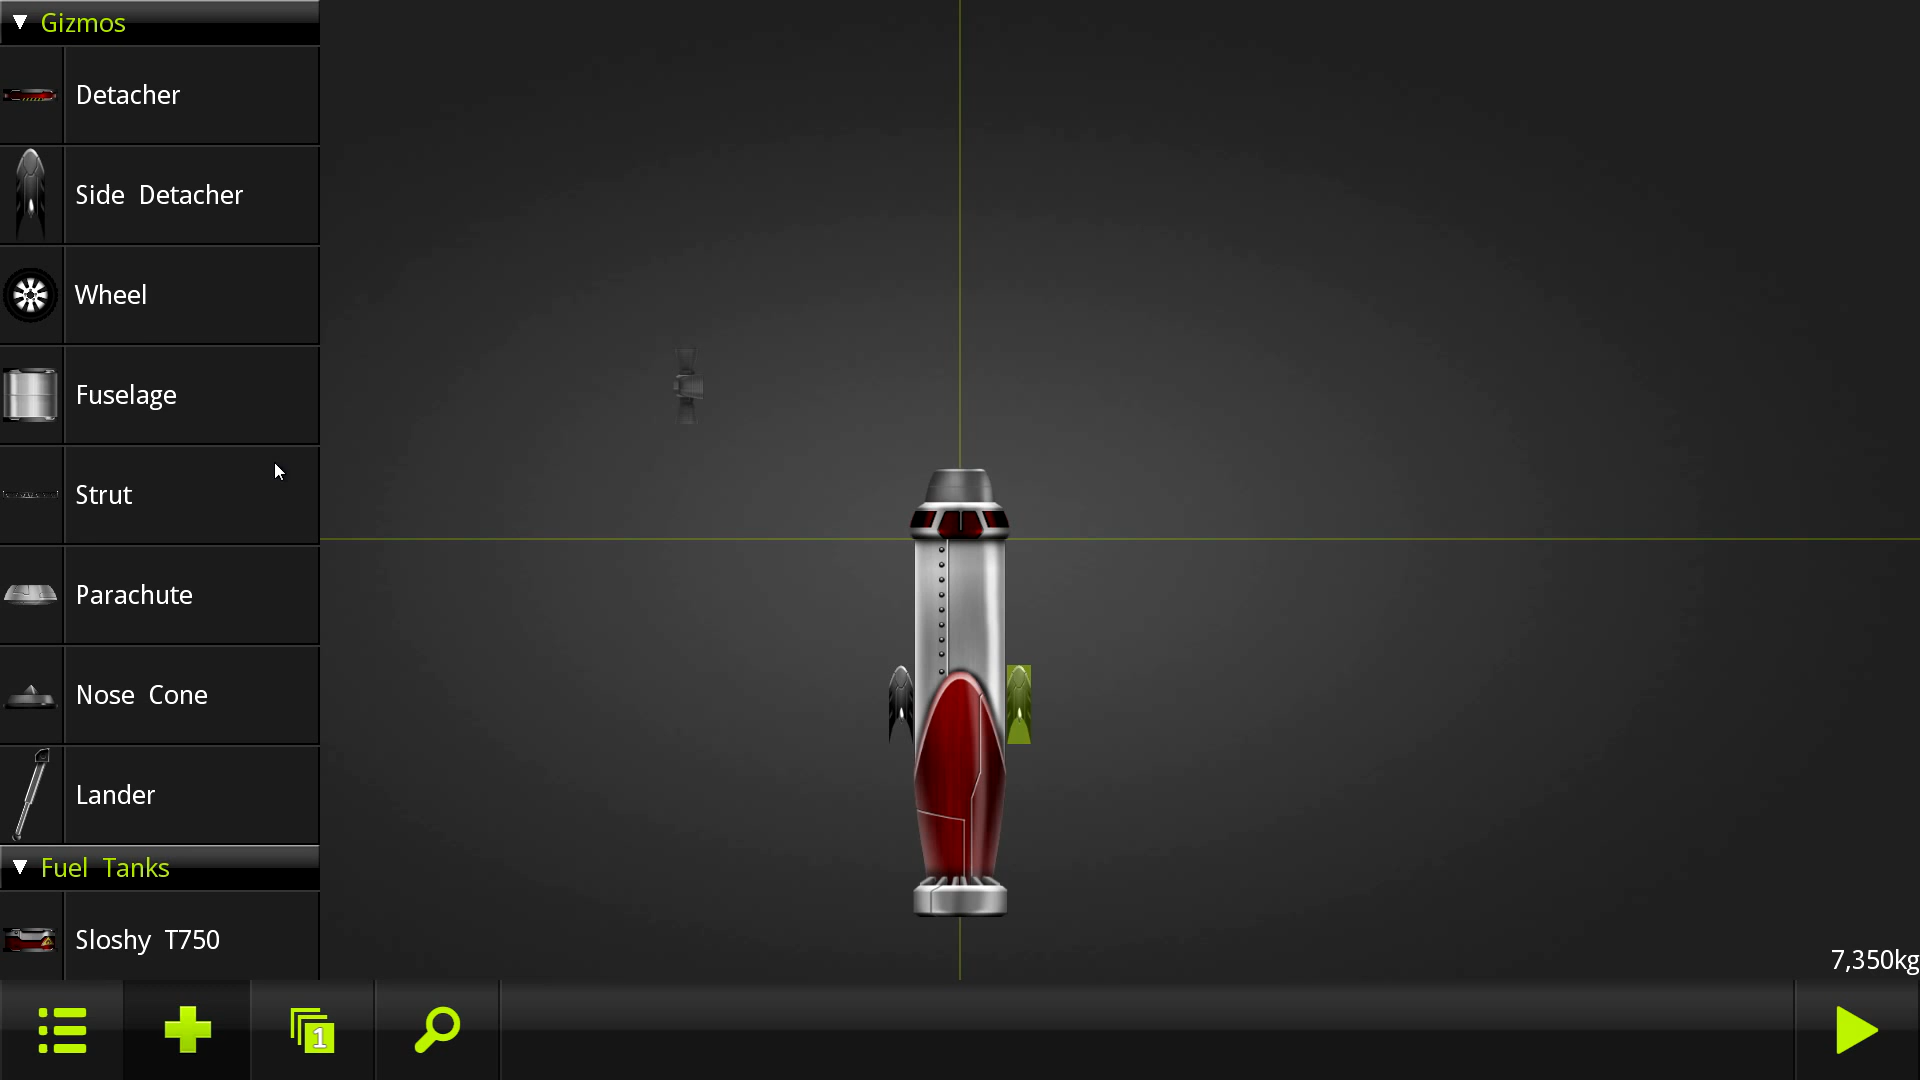 Gizmos
Detacher
Side Detacher
Wheel
Fuselage
Strut
Parachute
Nose Cone
Lander
Fuel Tanks
Sloshy T750
7,350kg
1